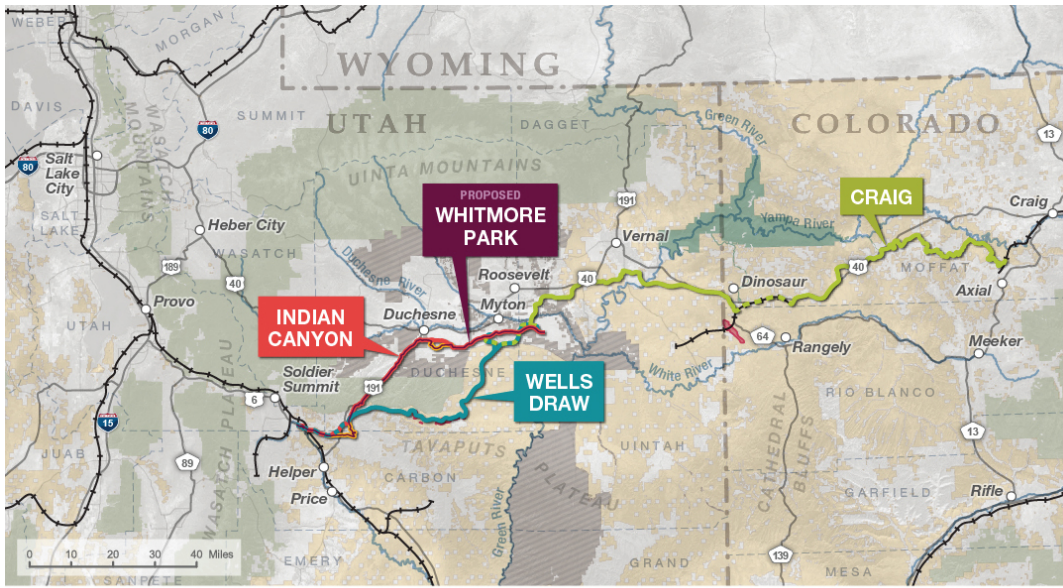 WEBER
MORGAN
DAVIS
SUMMIT
80
80
WASATCH
MOUNTAINS
Salt
Lake
City
SALT
LAKE
Heber City
WASATCH
189
40
Provo
UTAH
WASATCH PLATEAU
6
15
JUAB
89
SANPETE
WYOMING
UTAH
DAGGET
UINTA MOUNTAINS
Green River
COLORADO
13
PROPOSED
WHITMORE
PARK
191
Vernal
Yampa River
CRAIG
Craig
40
MOFFAT
Axial
Duchesne River
Roosevelt
40
Myton
Duchesne
Dinosaur
64
Rangely
White River
Meeker
INDIAN
CANYON
Soldier
Summit
191
DUCHESNE
WELLS
DRAW
RIO BLANCO
13
TAVAPUTS
PLATEAU
UINTAH
CATHEDRAL
BLUFFS
Helper
Price
CARBON
Green River
GARFIELD
Rifle
EMERY
GRAND
139
MESA
0 10 20 30 40 Miles